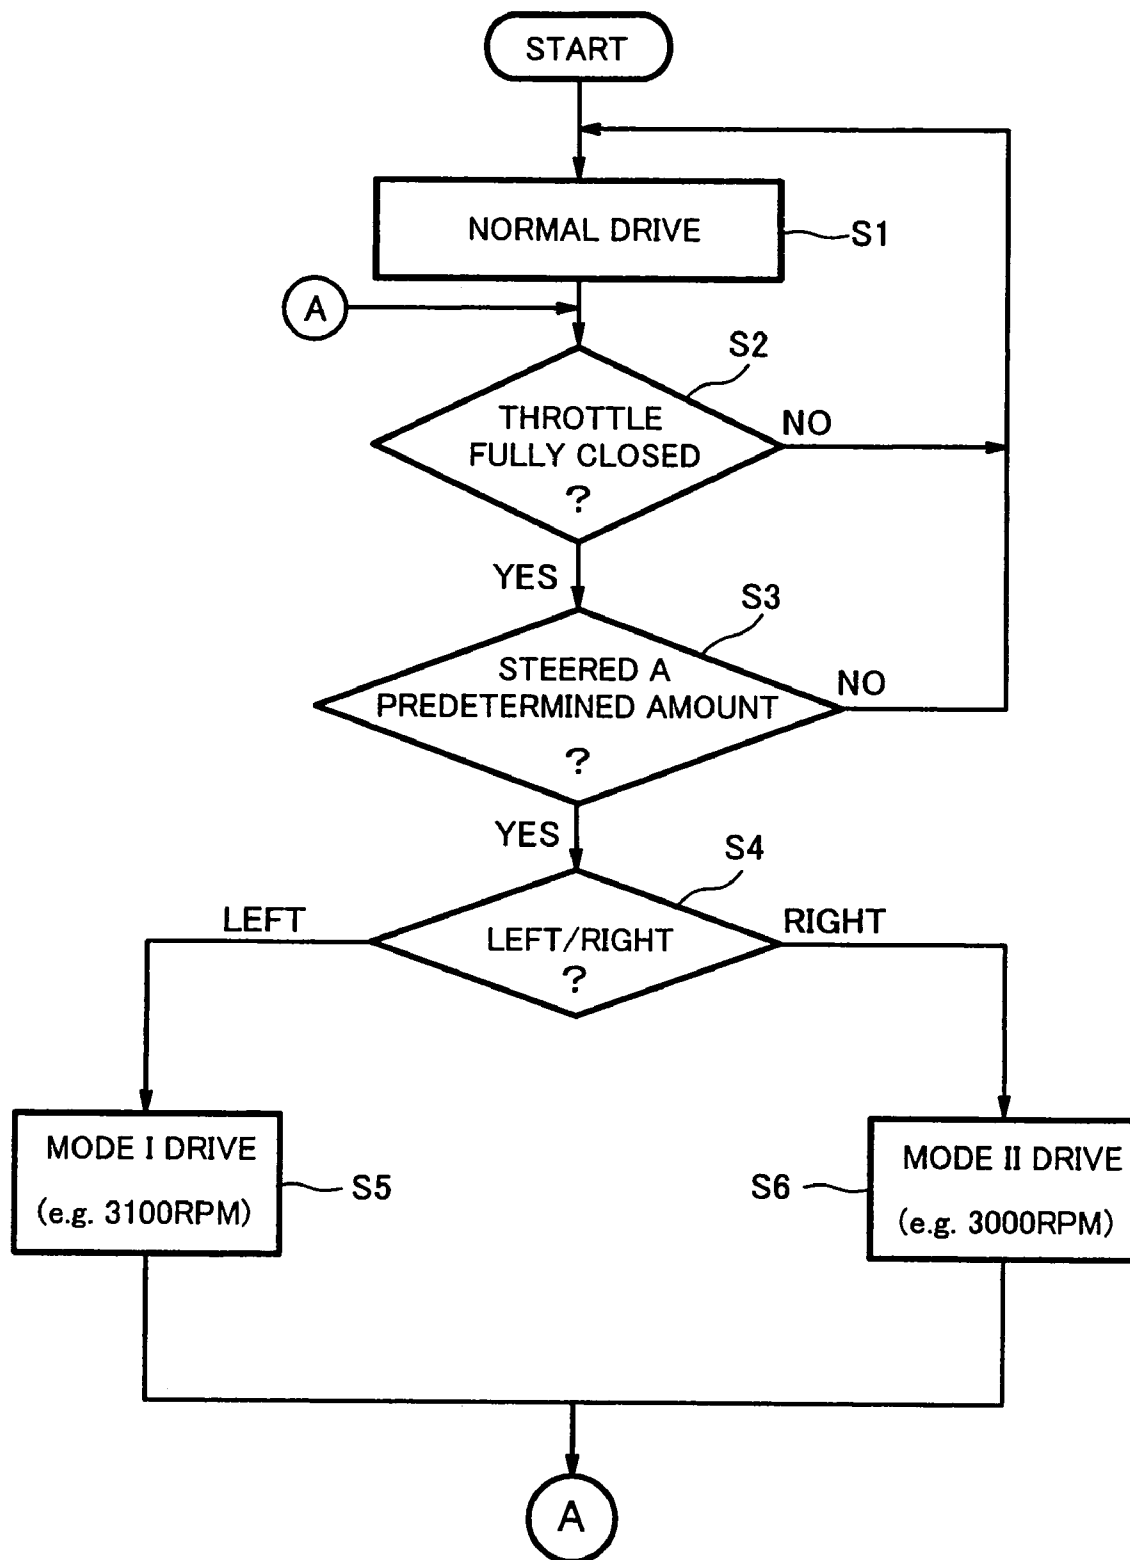 START
NORMAL DRIVE
S1
A
S2
THROTTLE
FULLY CLOSED
?
NO
YES
S3
STEERED A
PREDETERMINED AMOUNT
?
NO
YES
S4
LEFT
LEFT/RIGHT
?
RIGHT
MODE I DRIVE
(e.g. 3100RPM)
S5
S6
MODE II DRIVE
(e.g. 3000RPM)
A